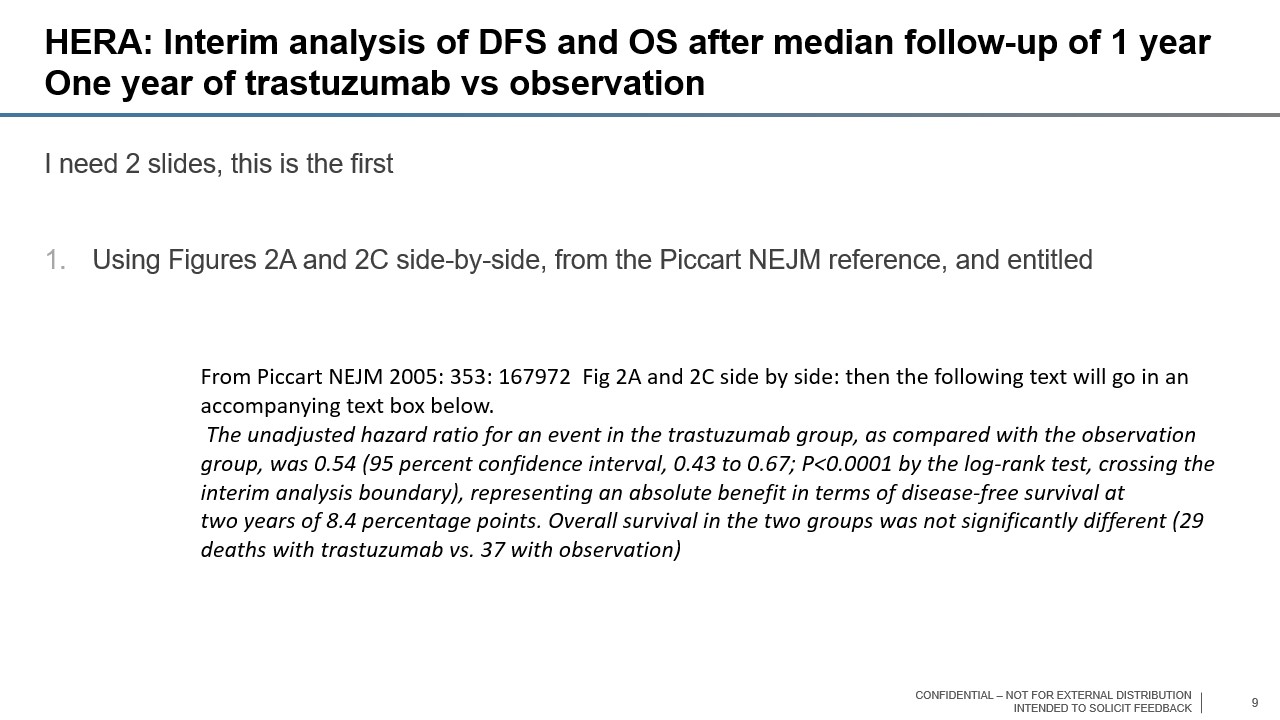 HERA: Interim analysis of DFS and OS after median follow-up of 1 year
One year of trastuzumab vs observation
I need 2 slides, this is the first
1. Using Figures 2A and 2C side-by-side, from the Piccart NEJM reference, and entitled
From Piccart NEJM 2005: 353: 167972  Fig 2A and 2C side by side: then the following text will go in an
accompanying text box below.
The unadjusted hazard ratio for an event in the trastuzumab group, as compared with the observation
group, was 0.54 (95 percent confidence interval, 0.43 to 0.67; P<0.0001 by the log-rank test, crossing the
interim analysis boundary), representing an absolute benefit in terms of disease-free survival at
two years of 8.4 percentage points. Overall survival in the two groups was not significantly different (29
deaths with trastuzumab vs. 37 with observation)
CONFIDENTIAL – NOT FOR EXTERNAL DISTRIBUTION
INTENDED TO SOLICIT FEEDBACK
9